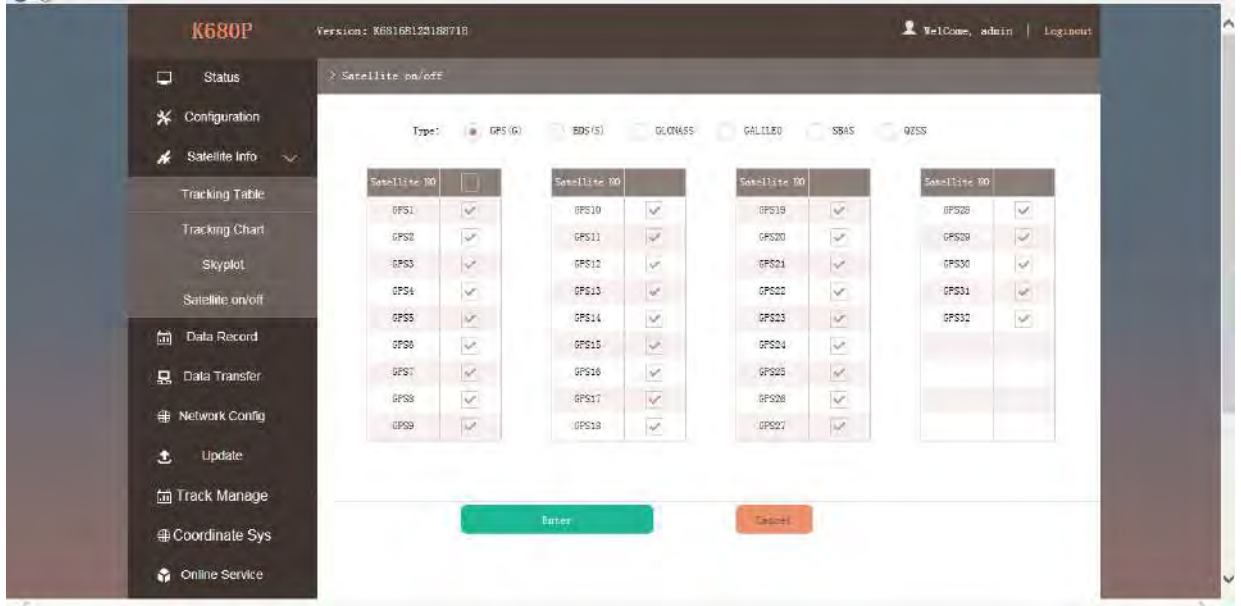 K680P
Version: K68168123188718
WelCome, admin | Loginout
Status
Configuration
Satellite Info
Tracking Table
Tracking Chart
Skyplot
Satellite on/off
Data Record
Data Transfer
Network Config
Update
Track Manage
Coordinate Sys
Online Service
> Satellite on/off
Type: GPS(G) BDS(S) GLONASS GALILEO SBAS QZSS
Satellite NO Satellite NO Satellite NO Satellite NO
GPS1 GPS10 GPS19 GPS28
GPS2 GPS11 GPS20 GPS29
GPS3 GPS12 GPS21 GPS30
GPS4 GPS13 GPS22 GPS31
GPS5 GPS14 GPS23 GPS32
GPS6 GPS15 GPS24
GPS7 GPS16 GPS25
GPS8 GPS17 GPS26
GPS9 GPS18 GPS27
Enter Cancel